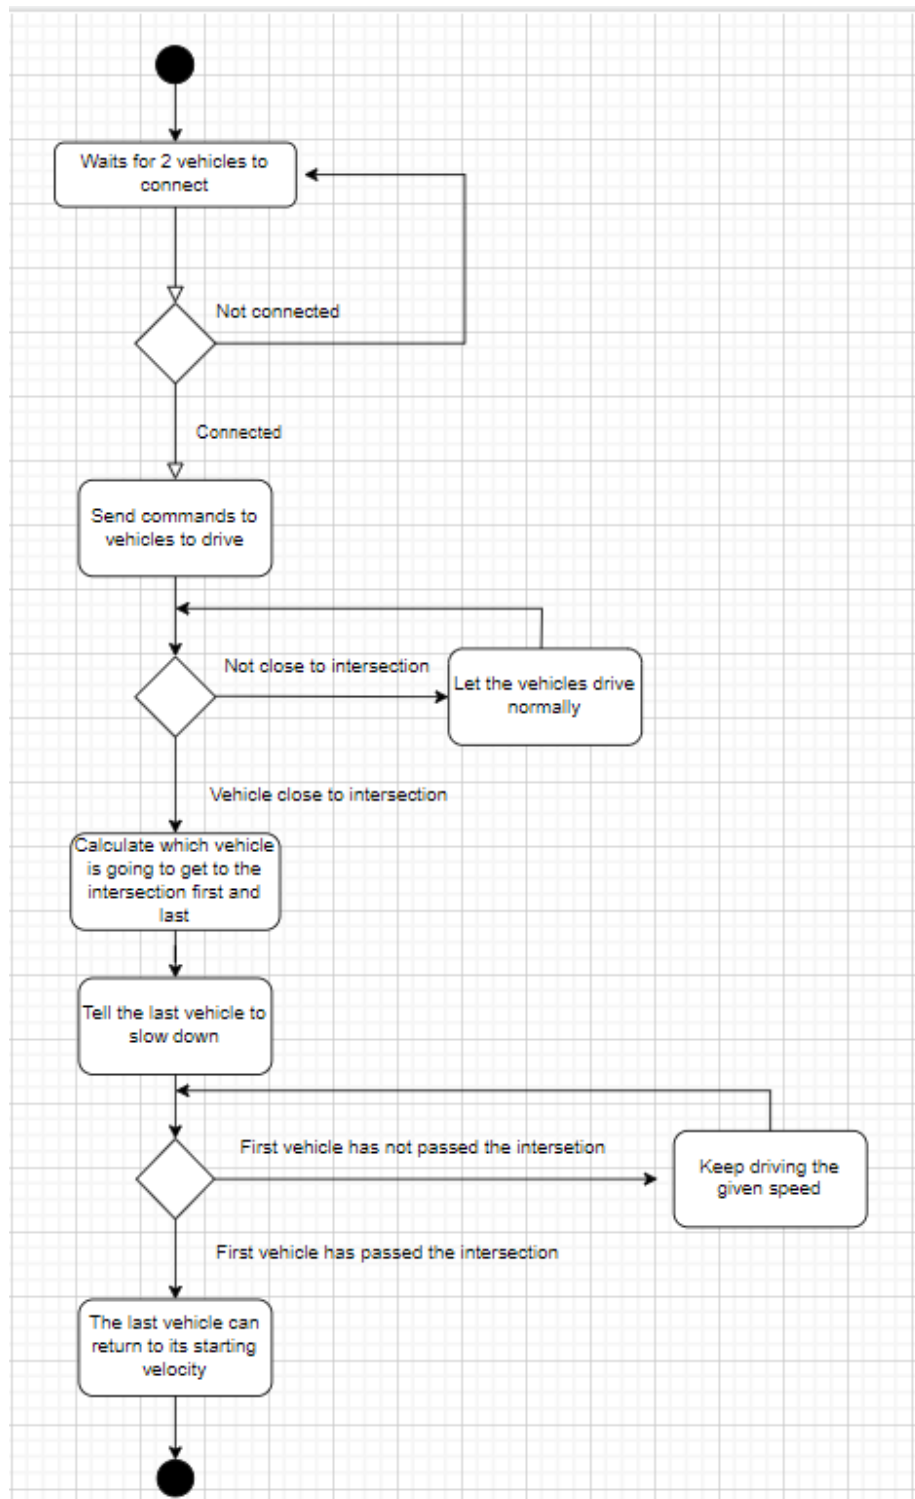 Waits for 2 vehicles to
connect
Not connected
Connected
Send commands to
vehicles to drive
Not close to intersection
Let the vehicles drive
normally
Vehicle close to intersection
Calculate which vehicle
is going to get to the
intersection first and
last
Tell the last vehicle to
slow down
First vehicle has not passed the intersetion
Keep driving the
given speed
First vehicle has passed the intersection
The last vehicle can
return to its starting
velocity